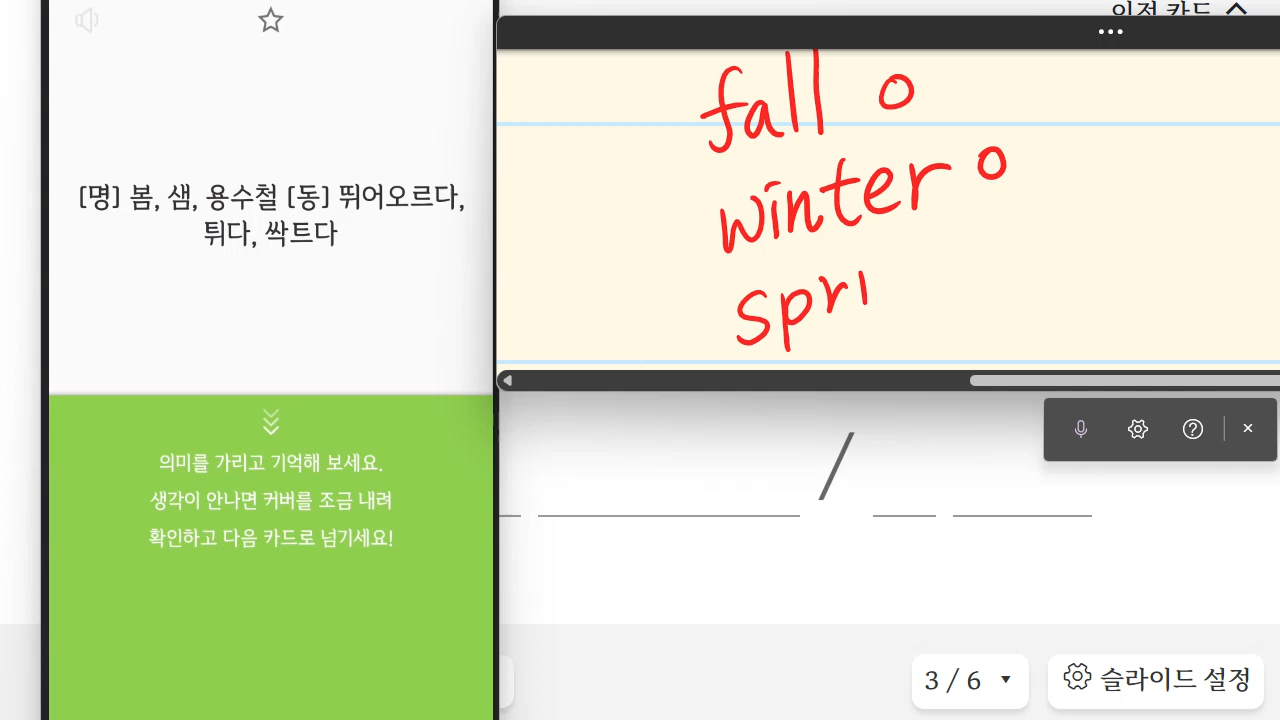 이전 카드
[명] 봄, 샘, 용수철 [동] 뛰어오르다,
튀다, 싹트다
의미를 가리고 기억해 보세요.
생각이 안나면 커버를 조금 내려
확인하고 다음 카드로 넘기세요!
fall o
winter o
spri
/
3 / 6
슬라이드 설정